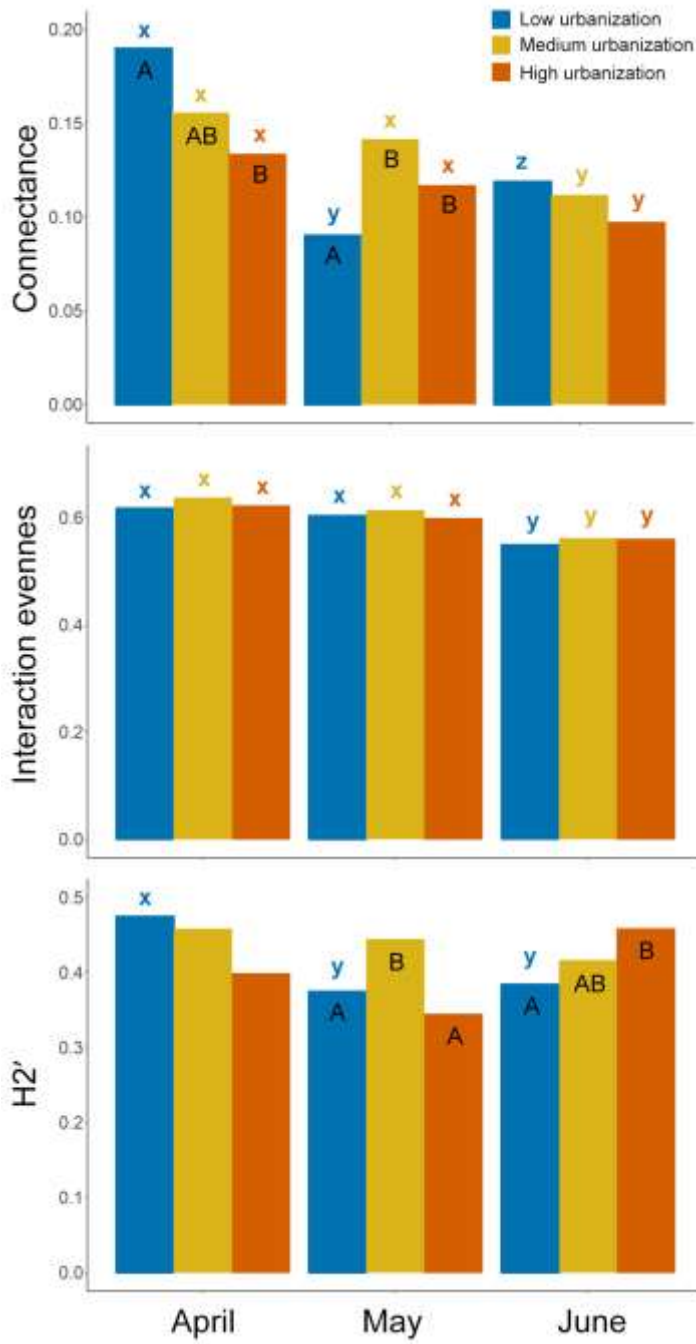 Low urbanization
Medium urbanization
High urbanization
Connectance
0.20
0.15
0.10
0.05
0.00
x
A
x
AB
x
B
y
A
x
B
x
B
z
y
y
Interaction evennes
0.6
0.4
0.2
0.0
x
x
x
x
x
x
y
y
y
H2′
0.5
0.4
0.3
0.2
0.1
0.0
x
y
A
B
A
y
A
AB
B
April
May
June